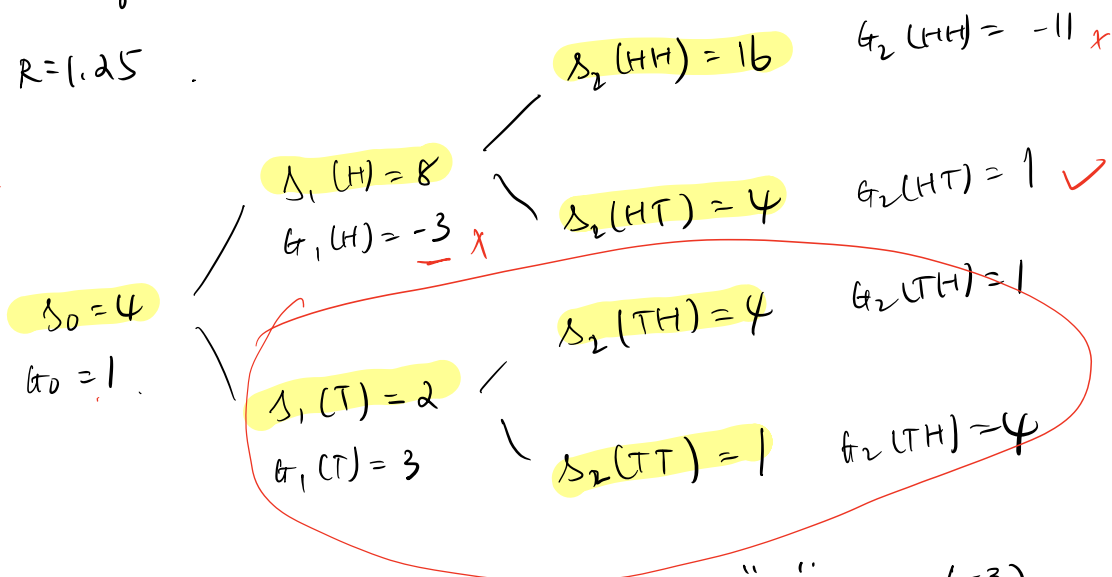 R=1.25 .
S₂(HH) = 16
G₂(HH) = -11 x
S₁(H) = 8
G₁(H) = -3 x
S₂(HT) = 4
G₂(HT) = 1 ✓
S₀ = 4
G₀ = 1 .
S₂(TH) = 4
G₂(TH) = 1
S₁(T) = 2
G₁(T) = 3
S₂(TT) = 1
G₂(TH) = 4